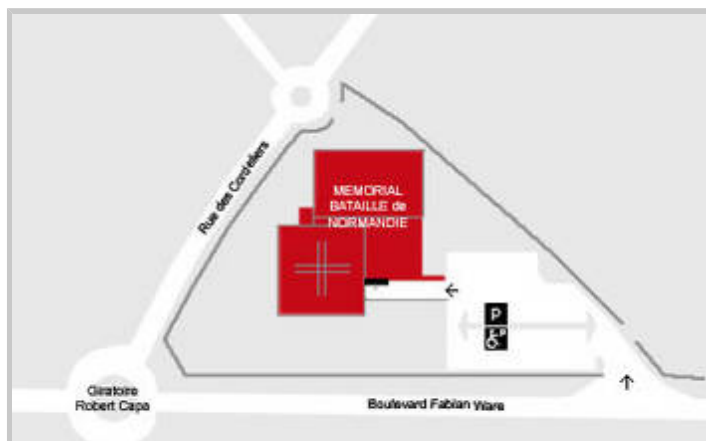 Rue des Cordeliers
MEMORIAL
BATAILLE de
NORMANDIE
P
P
Giratoire
Robert Capa
Boulevard Fabian Ware